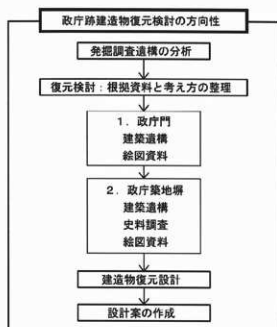 政庁跡建造物復元検討の方向性
発掘調査遺構の分析
復元検討：根拠資料と考え方の整理
1．政庁門
建築遺構
絵図資料
2．政庁築地塀
建築遺構
史料調査
絵図資料
建造物復元設計
設計案の作成